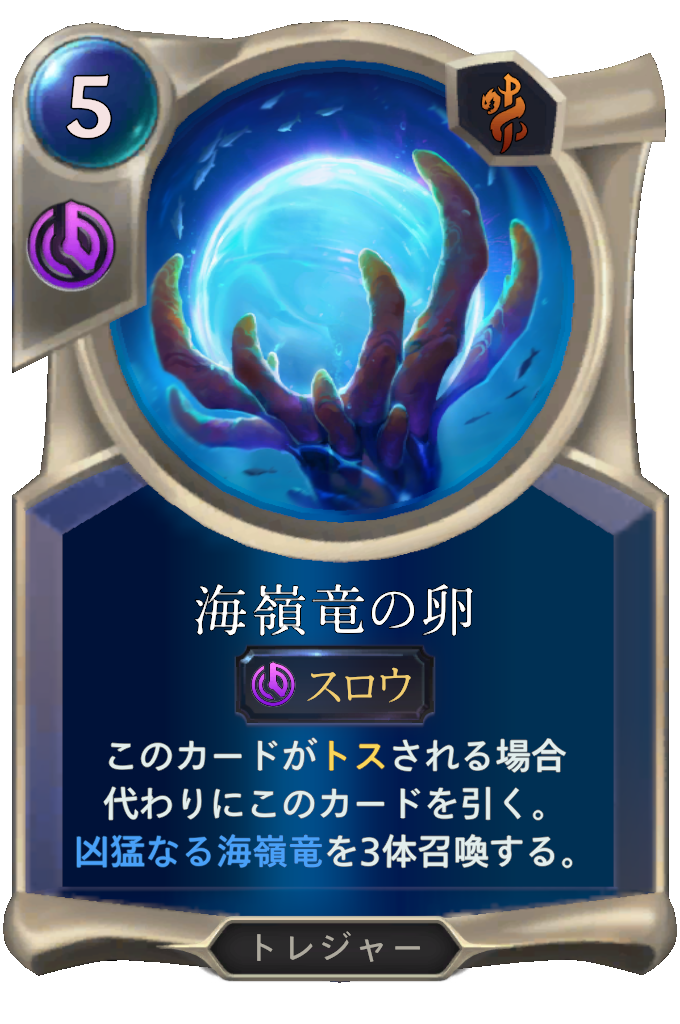 5
海嶺竜の卵
スロウ
このカードがトスされる場合
代わりにこのカードを引く。
凶猛なる海嶺竜を3体召喚する。
トレジャー